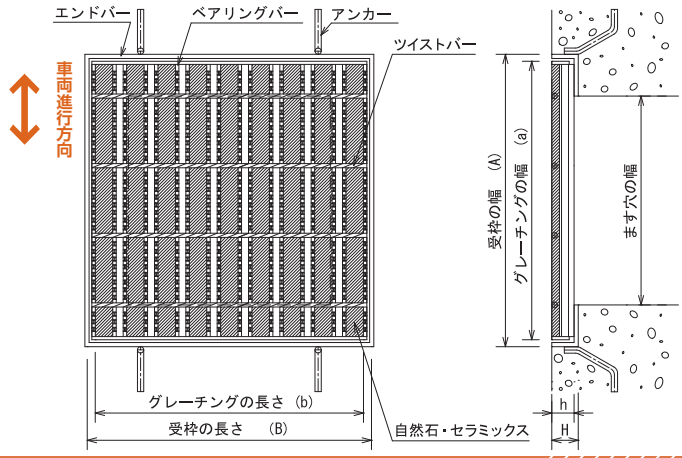 エンドバー
ベアリングバー
アンカー
ツイストバー
車両進行方向
受枠の幅 (A)
グレーチングの幅 (a)
ます穴の幅
グレーチングの長さ (b)
受枠の長さ (B)
自然石・セラミックス
h
H